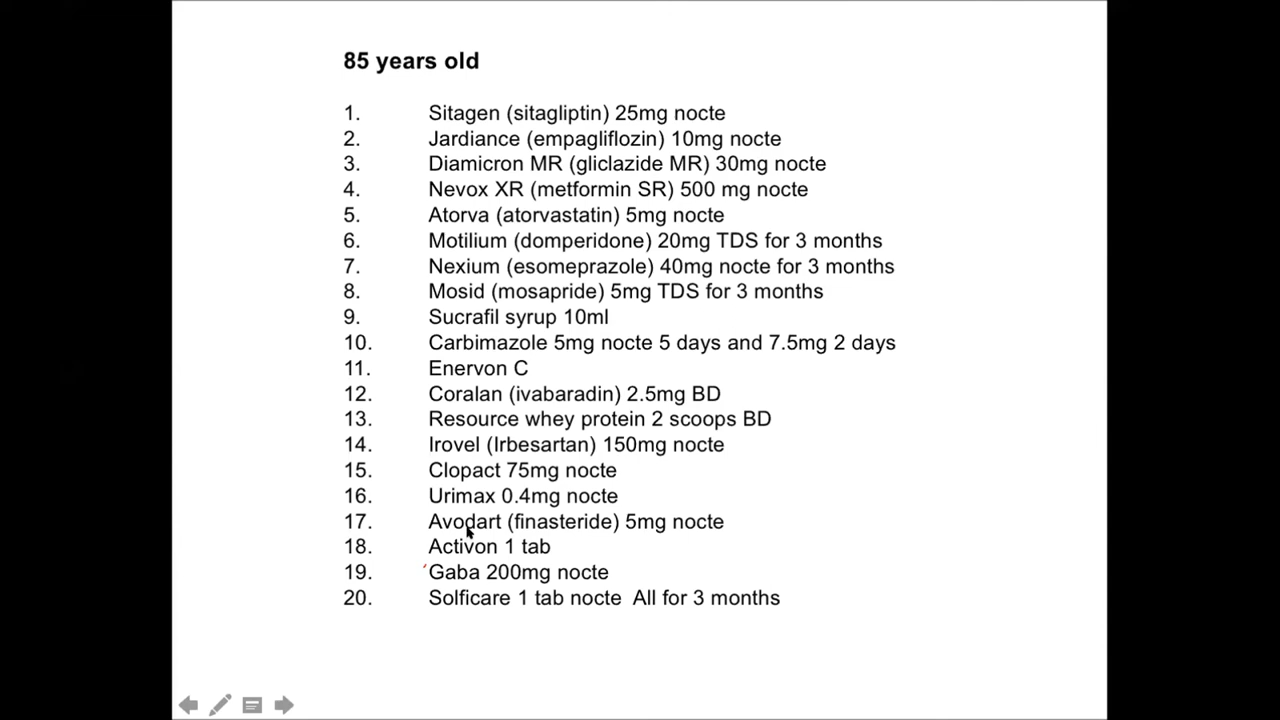 85 years old
1. Sitagen (sitagliptin) 25mg nocte
2. Jardiance (empagliflozin) 10mg nocte
3. Diamicron MR (gliclazide MR) 30mg nocte
4. Nevox XR (metformin SR) 500 mg nocte
5. Atorva (atorvastatin) 5mg nocte
6. Motilium (domperidone) 20mg TDS for 3 months
7. Nexium (esomeprazole) 40mg nocte for 3 months
8. Mosid (mosapride) 5mg TDS for 3 months
9. Sucrafil syrup 10ml
10. Carbimazole 5mg nocte 5 days and 7.5mg 2 days
11. Enervon C
12. Coralan (ivabaradin) 2.5mg BD
13. Resource whey protein 2 scoops BD
14. Irovel (Irbesartan) 150mg nocte
15. Clopact 75mg nocte
16. Urimax 0.4mg nocte
17. Avodart (finasteride) 5mg nocte
18. Activon 1 tab
19. Gaba 200mg nocte
20. Solficare 1 tab nocte All for 3 months